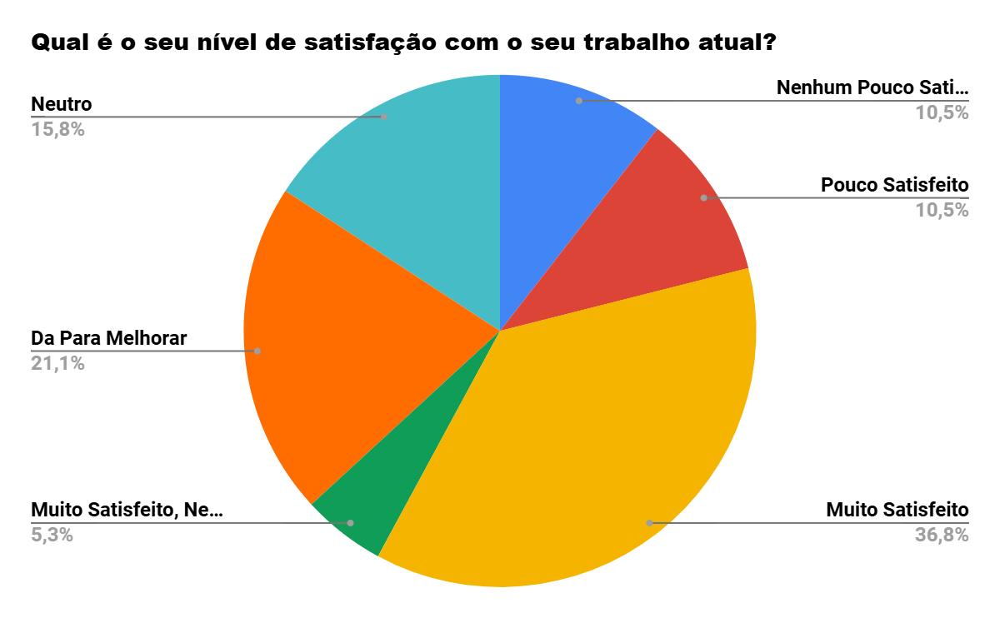 Qual é o seu nível de satisfação com o seu trabalho atual?
Nenhum Pouco Sati...
10,5%
Pouco Satisfeito
10,5%
Muito Satisfeito
36,8%
Muito Satisfeito, Ne...
5,3%
Da Para Melhorar
21,1%
Neutro
15,8%